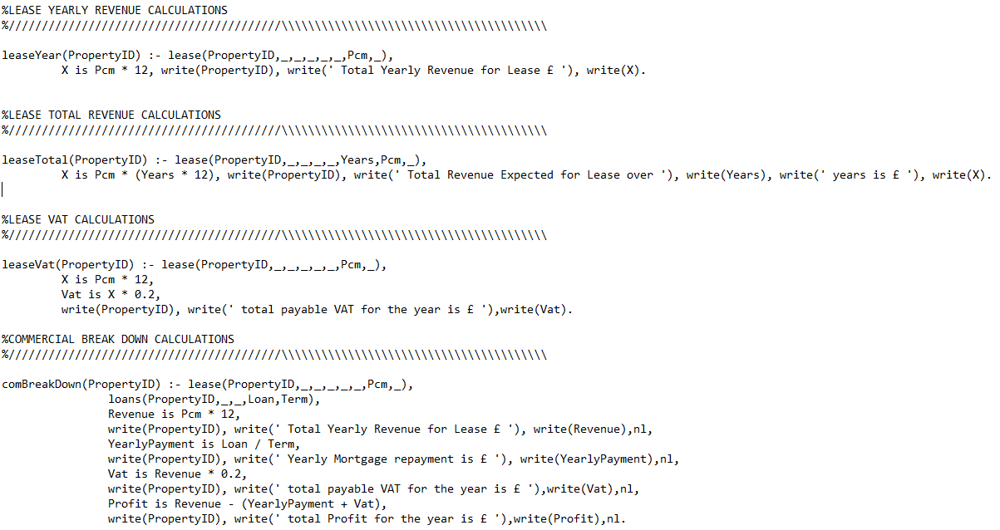 %LEASE YEARLY REVENUE CALCULATIONS
%/////////////////////////////////////////\\\\\\\\\\\\\\\\\\\\\\\\\\\\\\\\\\\\\\\\
leaseYear(PropertyID) :- lease(PropertyID,_,_,_,_,_,Pcm,_),
X is Pcm * 12, write(PropertyID), write(' Total Yearly Revenue for Lease £ '), write(X).
%LEASE TOTAL REVENUE CALCULATIONS
%/////////////////////////////////////////\\\\\\\\\\\\\\\\\\\\\\\\\\\\\\\\\\\\\\\\
leaseTotal(PropertyID) :- lease(PropertyID,_,_,_,_,Years,Pcm,_),
X is Pcm * (Years * 12), write(PropertyID), write(' Total Revenue Expected for Lease over '), write(Years), write(' years is £ '), write(X).
%LEASE VAT CALCULATIONS
%/////////////////////////////////////////\\\\\\\\\\\\\\\\\\\\\\\\\\\\\\\\\\\\\\\\
leaseVat(PropertyID) :- lease(PropertyID,_,_,_,_,_,Pcm,_),
X is Pcm * 12,
Vat is X * 0.2,
write(PropertyID), write(' total payable VAT for the year is £ '),write(Vat).
%COMMERCIAL BREAK DOWN CALCULATIONS
%/////////////////////////////////////////\\\\\\\\\\\\\\\\\\\\\\\\\\\\\\\\\\\\\\\\
comBreakDown(PropertyID) :- lease(PropertyID,_,_,_,_,_,Pcm,_),
loans(PropertyID,_,_,Loan,Term),
Revenue is Pcm * 12,
write(PropertyID), write(' Total Yearly Revenue for Lease £ '), write(Revenue),nl,
YearlyPayment is Loan / Term,
write(PropertyID), write(' Yearly Mortgage repayment is £ '), write(YearlyPayment),nl,
Vat is Revenue * 0.2,
write(PropertyID), write(' total payable VAT for the year is £ '),write(Vat),nl,
Profit is Revenue - (YearlyPayment + Vat),
write(PropertyID), write(' total Profit for the year is £ '),write(Profit),nl.